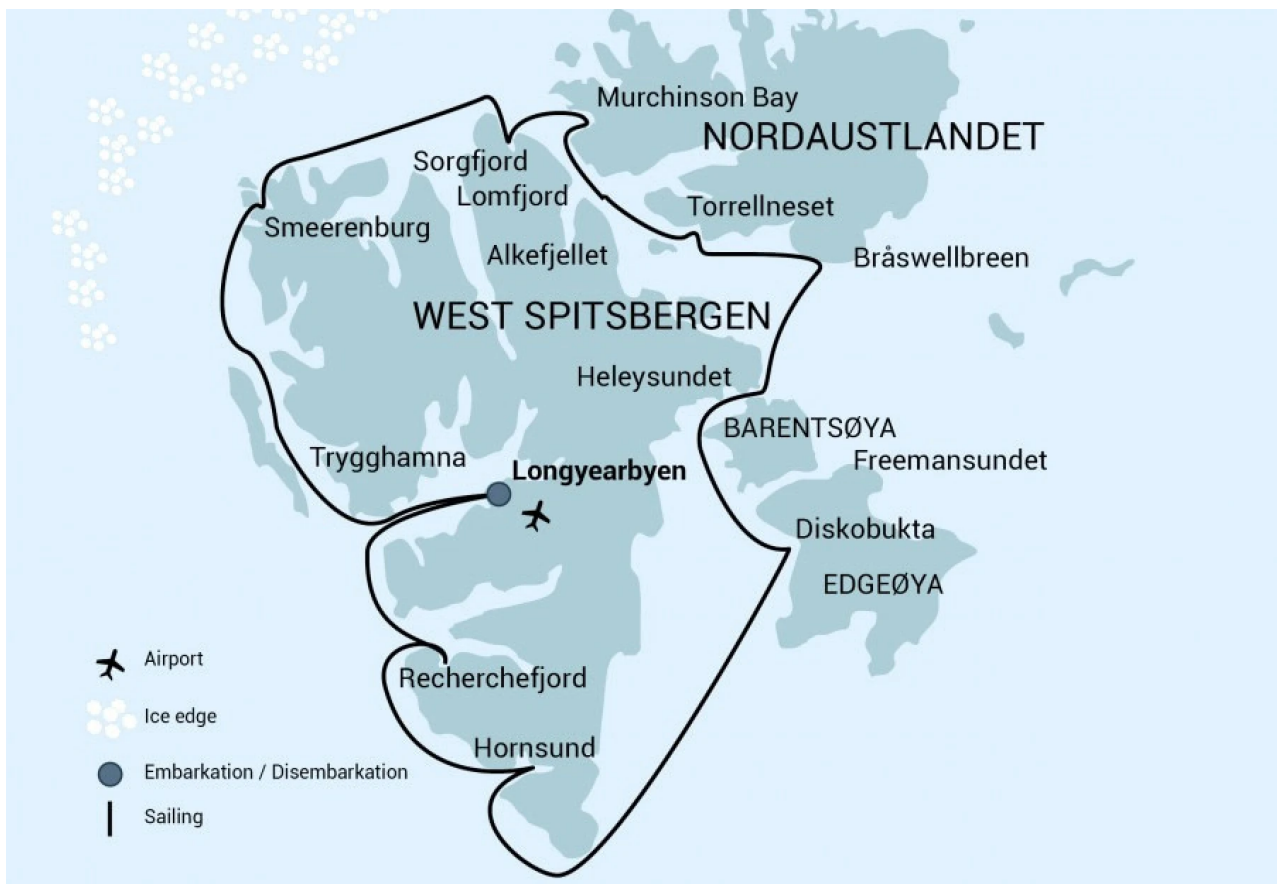 Murchinson Bay
NORDAUSTLANDET
Sorgfjord
Lomfjord
Torrellneset
Smeerenburg
Alkefjellet
Bråswellbreen
WEST SPITSBERGEN
Heleysundet
BARENTSØYA
Trygghamna
Freemansundet
Longyearbyen
Diskobukta
EDGEØYA
Airport
Recherchefjord
Ice edge
Hornsund
Embarkation / Disembarkation
Sailing